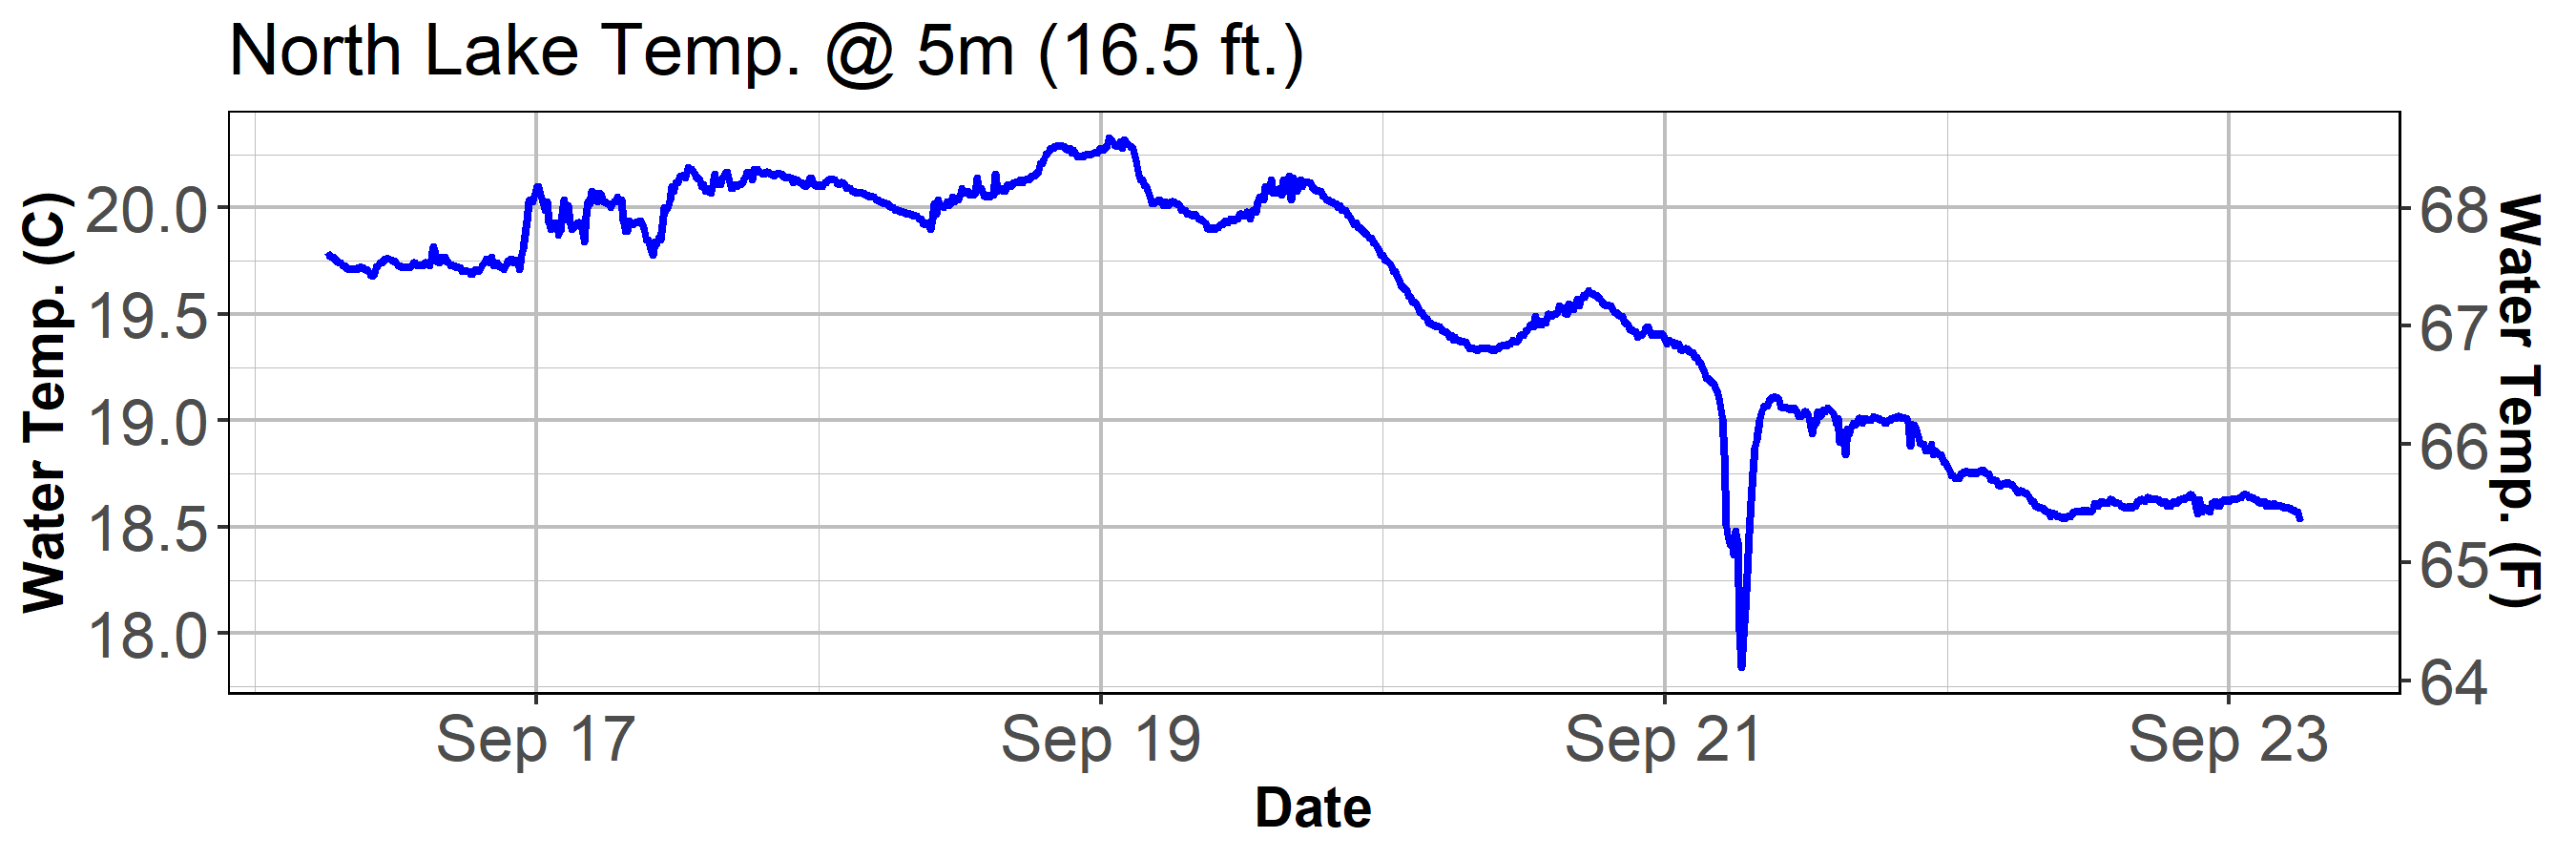 North Lake Temp. @ 5m (16.5 ft.)
Water Temp. (C)
20.0
19.5
19.0
18.5
18.0
68
67
66
65
64
Water Temp. (F)
Sep 17 Sep 19 Sep 21 Sep 23
Date